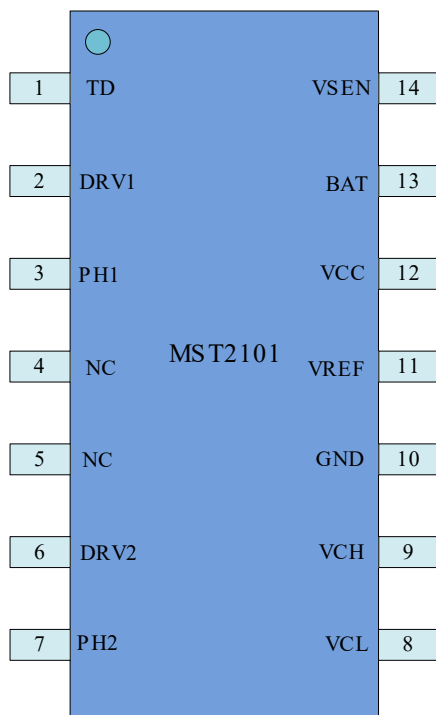 1 TD VSEN 14
2 DRV1 BAT 13
3 PH1 VCC 12
MST2101
4 NC VREF 11
5 NC GND 10
6 DRV2 VCH 9
7 PH2 VCL 8